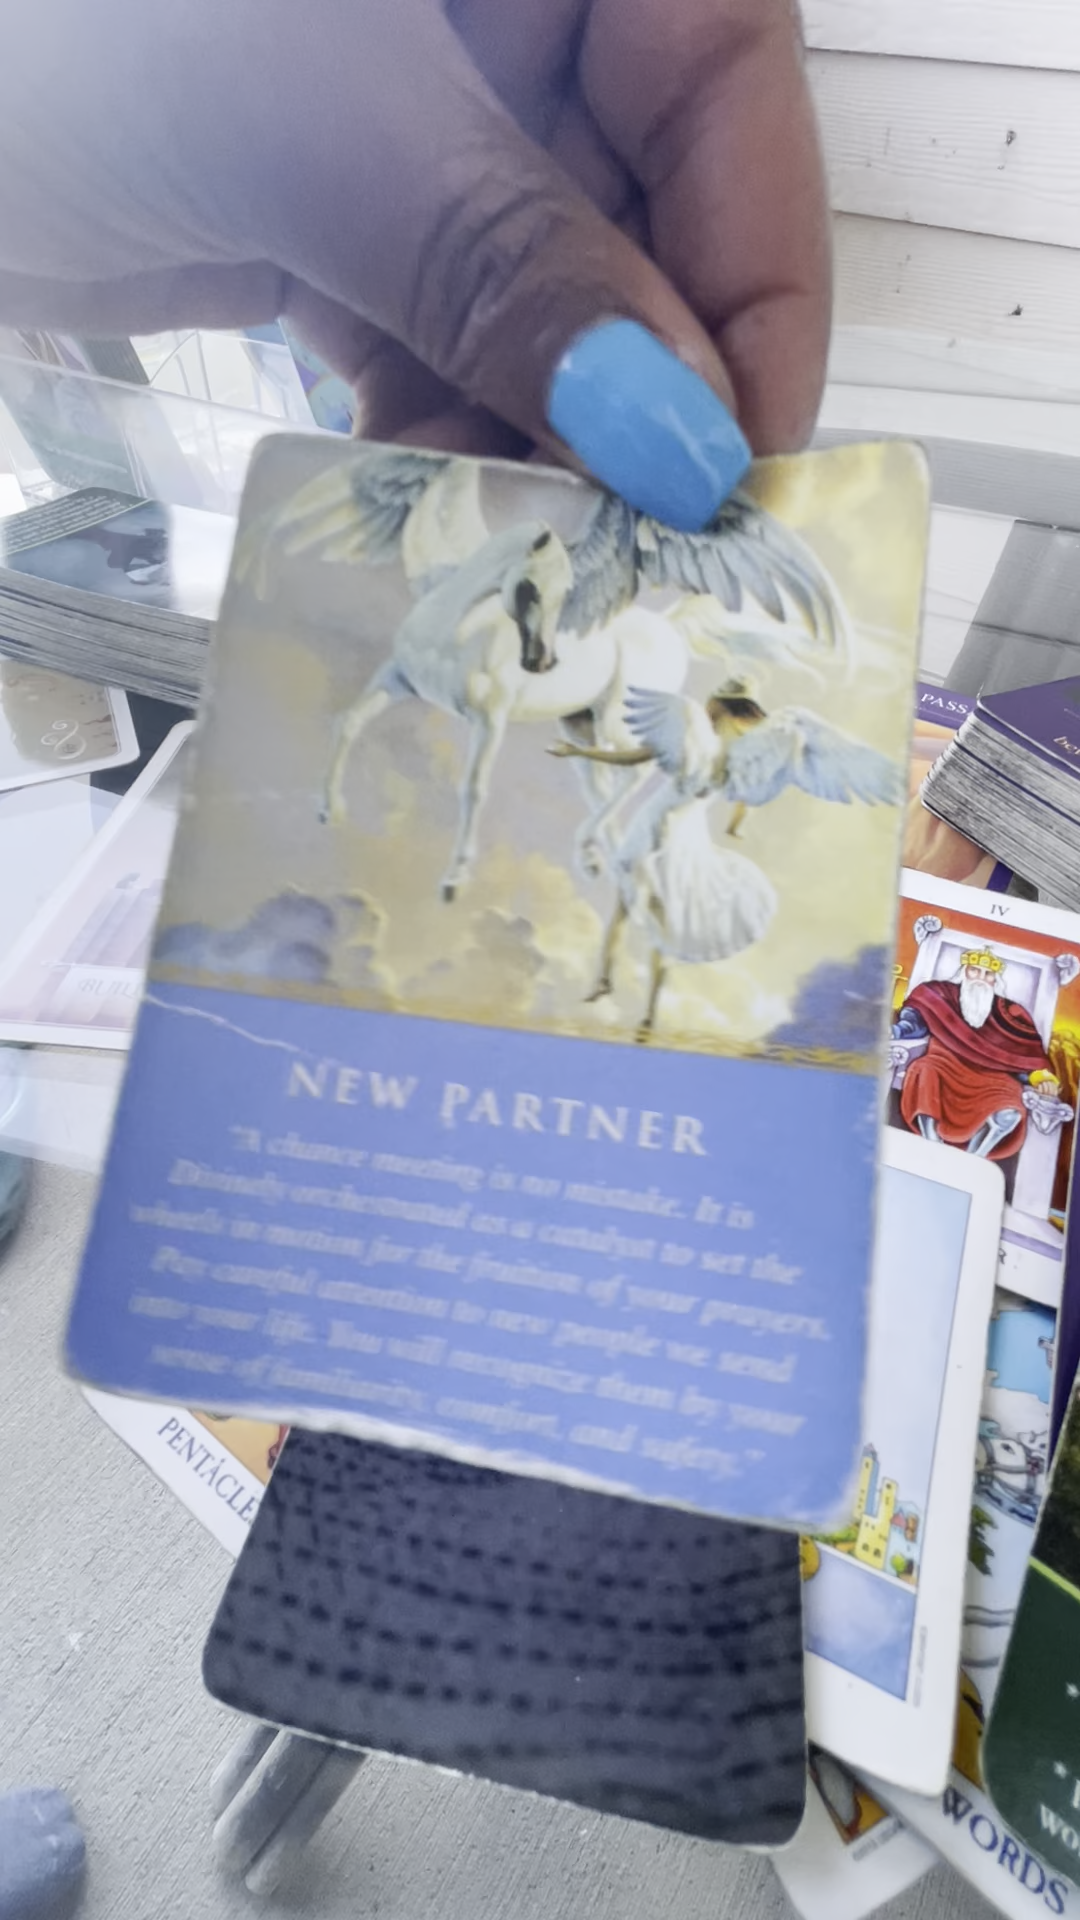 NEW PARTNER
"A chance meeting is no mistake. It is
Divinely orchestrated as a catalyst to set the
wheels in motion for the fruition of your prayers.
Pay careful attention to new people we send
into your life. You will recognize them by your
sense of familiarity, comfort, and safety."
PASS
IV
R
PENTACLE
WORDS